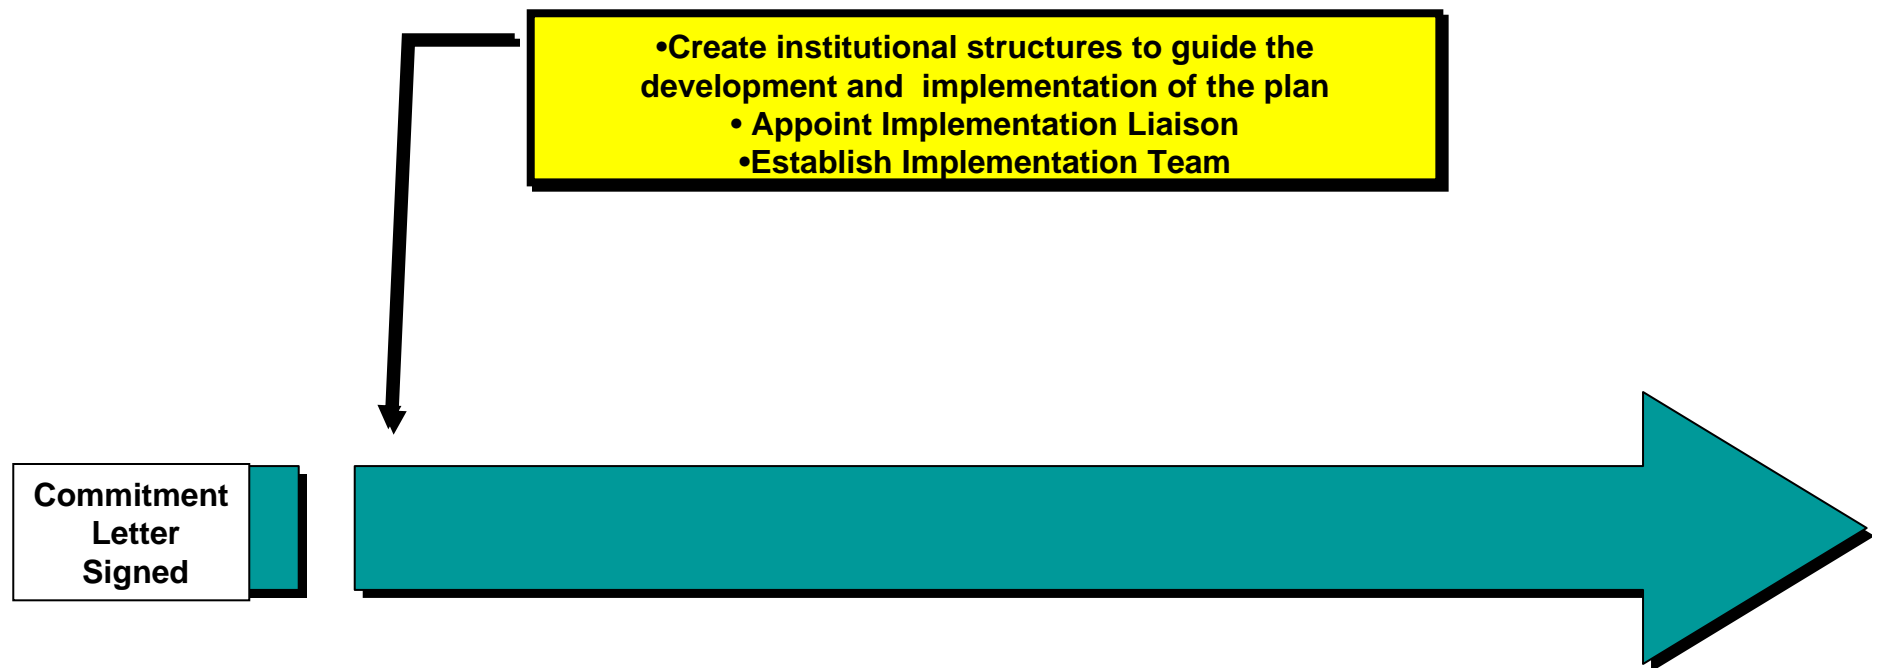 •Create institutional structures to guide the
development and  implementation of the plan
• Appoint Implementation Liaison
•Establish Implementation Team
Commitment
Letter
Signed